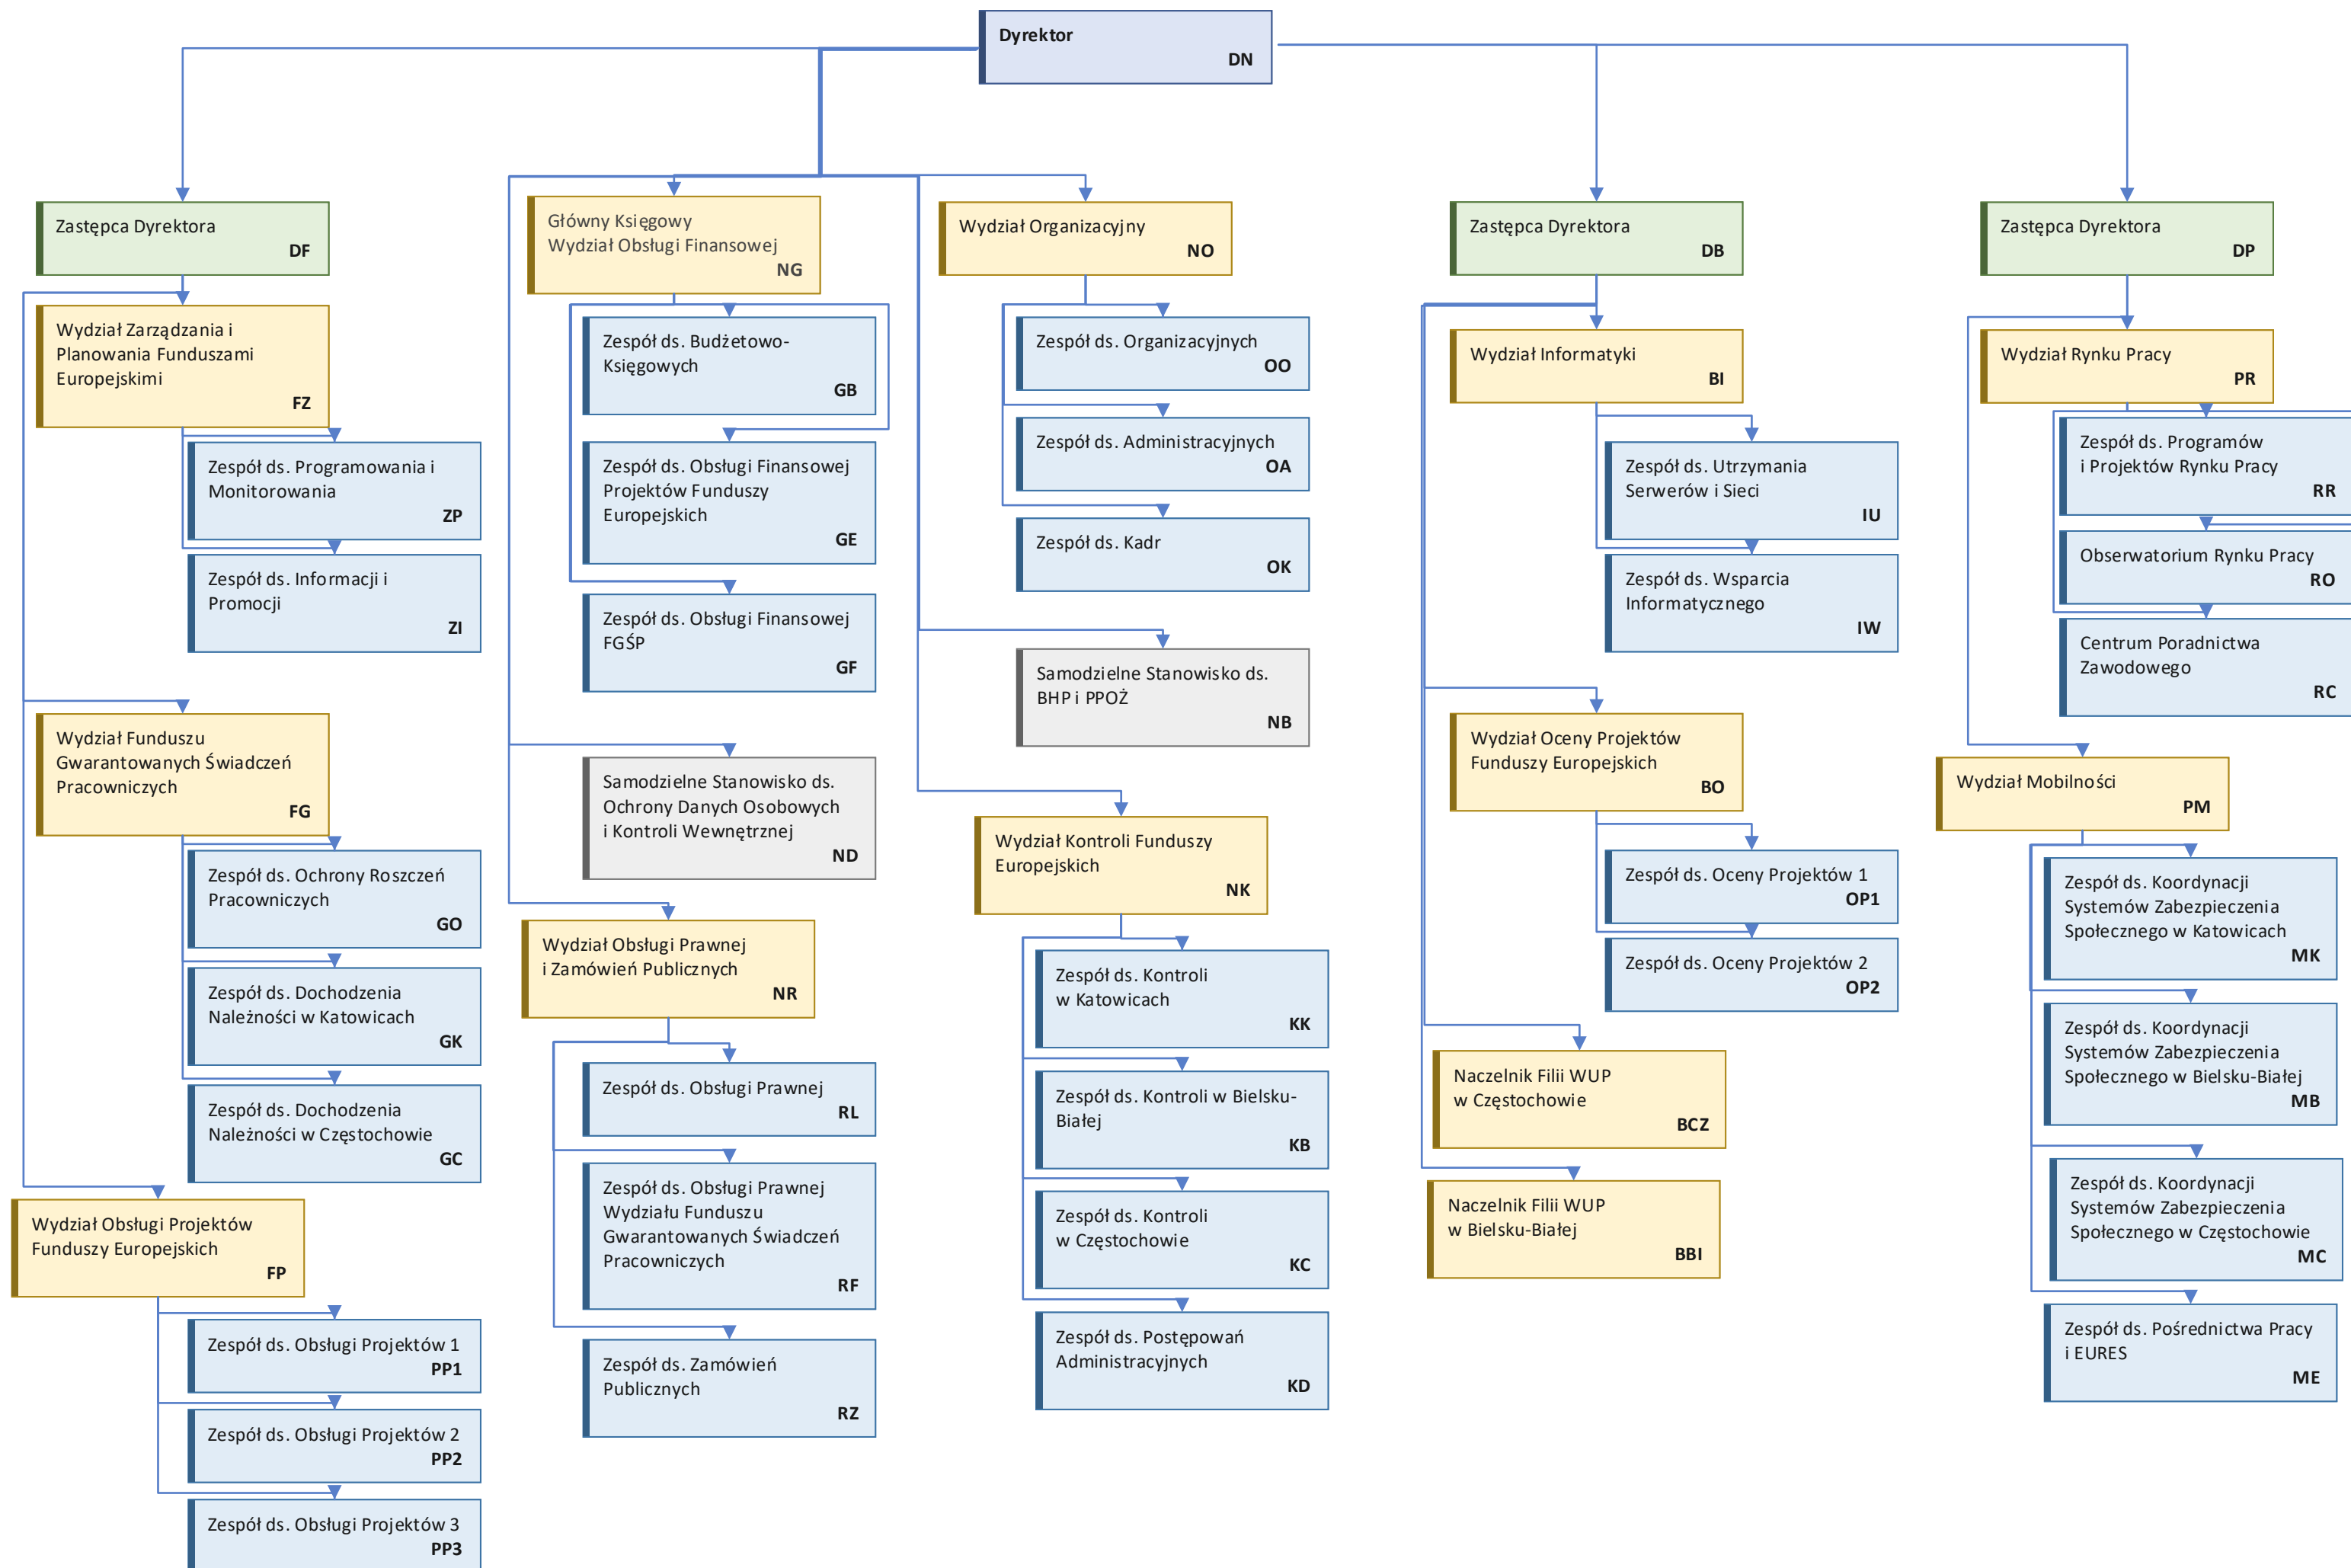 Dyrektor
DN
Zastępca Dyrektora
DF
Wydział Zarządzania i
Planowania Funduszami
Europejskimi
FZ
Zespół ds. Programowania i
Monitorowania
ZP
Zespół ds. Informacji i
Promocji
ZI
Wydział Funduszu
Gwarantowanych Świadczeń
Pracowniczych
FG
Zespół ds. Ochrony Roszczeń
Pracowniczych
GO
Zespół ds. Dochodzenia
Należności w Katowicach
GK
Zespół ds. Dochodzenia
Należności w Częstochowie
GC
Wydział Obsługi Projektów
Funduszy Europejskich
FP
Zespół ds. Obsługi Projektów 1
PP1
Zespół ds. Obsługi Projektów 2
PP2
Zespół ds. Obsługi Projektów 3
PP3
Główny Księgowy
Wydział Obsługi Finansowej
NG
Zespół ds. Budżetowo-
Księgowych
GB
Zespół ds. Obsługi Finansowej
Projektów Funduszy
Europejskich
GE
Zespół ds. Obsługi Finansowej
FGŚP
GF
Samodzielne Stanowisko ds.
Ochrony Danych Osobowych
i Kontroli Wewnętrznej
ND
Wydział Obsługi Prawnej
i Zamówień Publicznych
NR
Zespół ds. Obsługi Prawnej
RL
Zespół ds. Obsługi Prawnej
Wydziału Funduszu
Gwarantowanych Świadczeń
Pracowniczych
RF
Zespół ds. Zamówień
Publicznych
RZ
Wydział Organizacyjny
NO
Zespół ds. Organizacyjnych
OO
Zespół ds. Administracyjnych
OA
Zespół ds. Kadr
OK
Samodzielne Stanowisko ds.
BHP i PPOŻ
NB
Wydział Kontroli Funduszy
Europejskich
NK
Zespół ds. Kontroli
w Katowicach
KK
Zespół ds. Kontroli w Bielsku-
Białej
KB
Zespół ds. Kontroli
w Częstochowie
KC
Zespół ds. Postępowań
Administracyjnych
KD
Zastępca Dyrektora
DB
Wydział Informatyki
BI
Zespół ds. Utrzymania
Serwerów i Sieci
IU
Zespół ds. Wsparcia
Informatycznego
IW
Wydział Oceny Projektów
Funduszy Europejskich
BO
Zespół ds. Oceny Projektów 1
OP1
Zespół ds. Oceny Projektów 2
OP2
Naczelnik Filii WUP
w Częstochowie
BCZ
Naczelnik Filii WUP
w Bielsku-Białej
BBI
Zastępca Dyrektora
DP
Wydział Rynku Pracy
PR
Zespół ds. Programów
i Projektów Rynku Pracy
RR
Obserwatorium Rynku Pracy
RO
Centrum Poradnictwa
Zawodowego
RC
Wydział Mobilności
PM
Zespół ds. Koordynacji
Systemów Zabezpieczenia
Społecznego w Katowicach
MK
Zespół ds. Koordynacji
Systemów Zabezpieczenia
Społecznego w Bielsku-Białej
MB
Zespół ds. Koordynacji
Systemów Zabezpieczenia
Społecznego w Częstochowie
MC
Zespół ds. Pośrednictwa Pracy
i EURES
ME